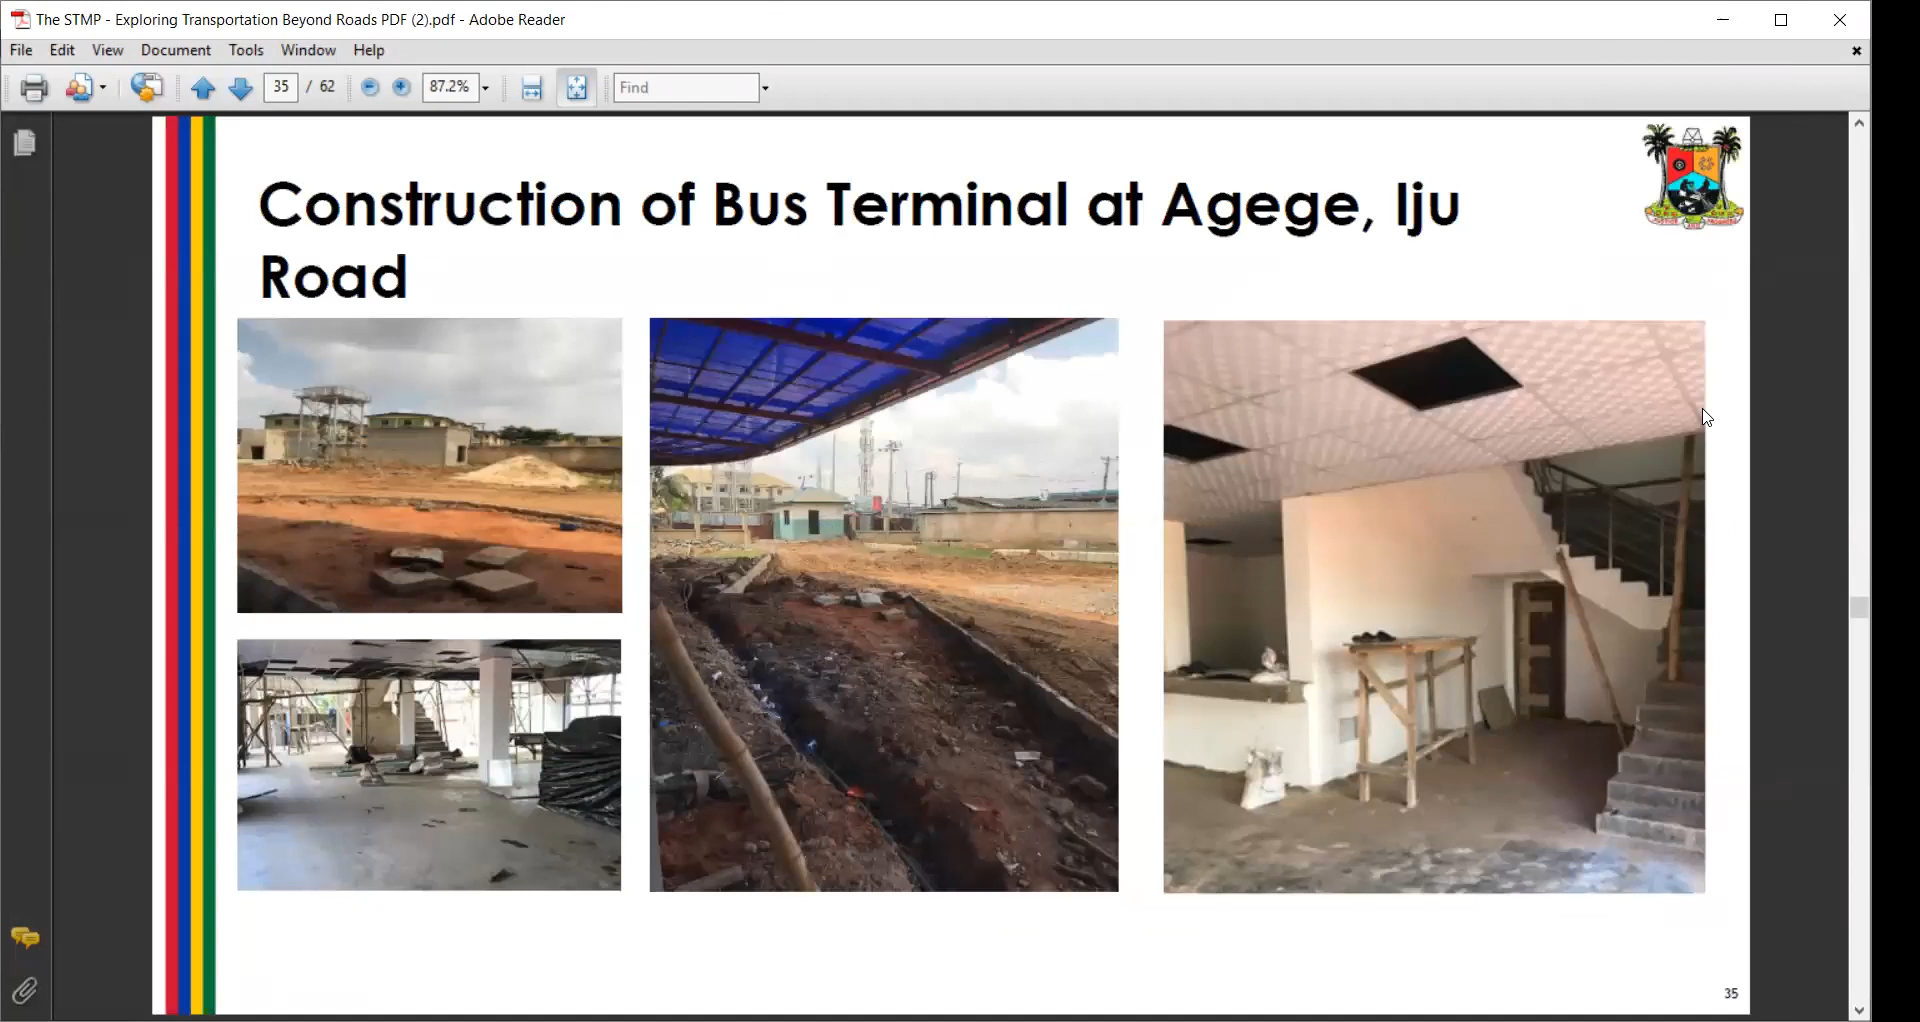 The STMP - Exploring Transportation Beyond Roads PDF (2).pdf - Adobe Reader
File Edit View Document Tools Window Help
35 / 62 87.2% Find
Construction of Bus Terminal at Agege, Iju
Road
35